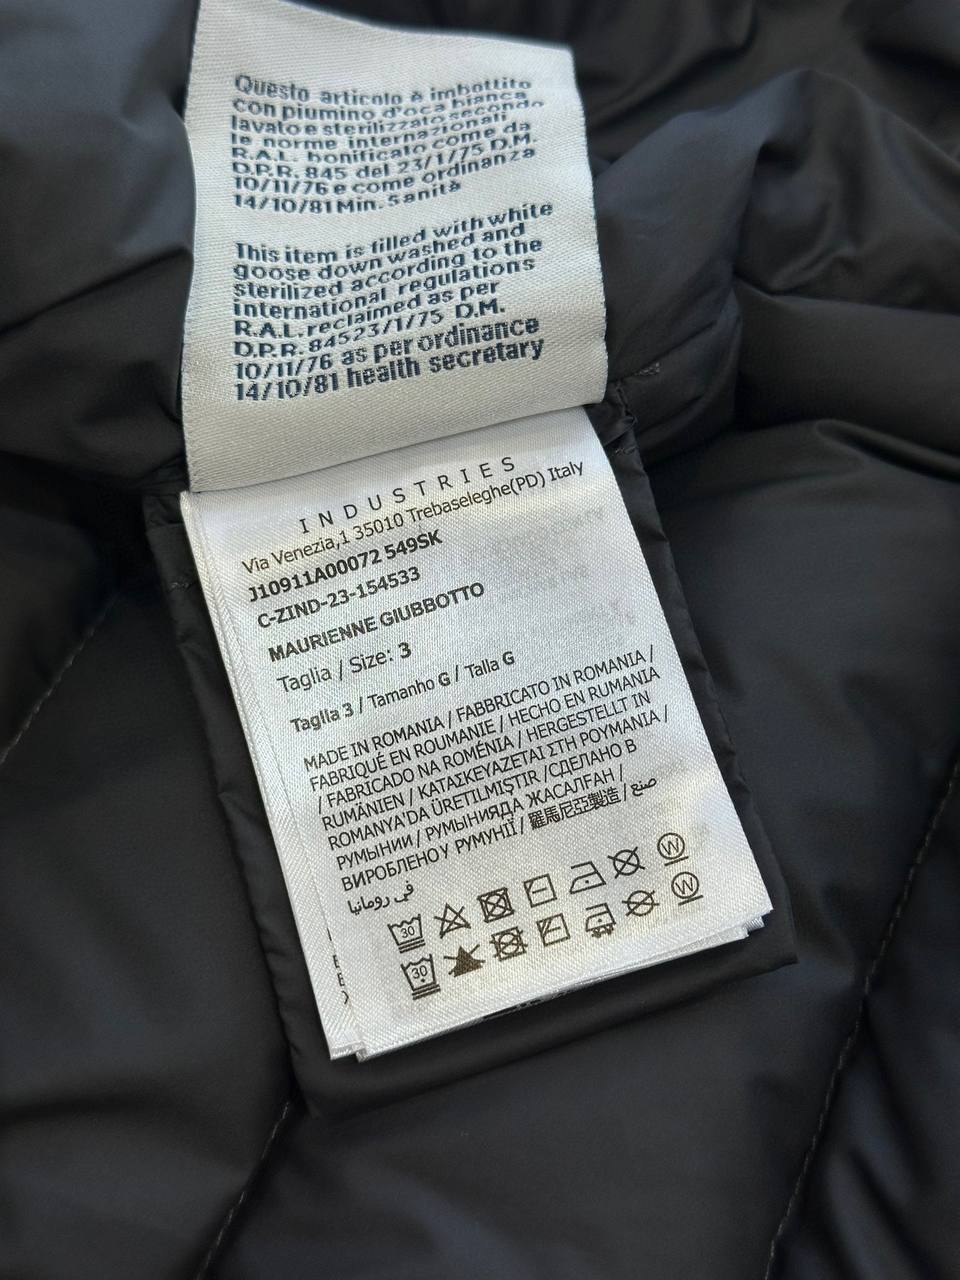 Questo articolo è imbottito
con piumino d'oca bianca
lavato e sterilizzato secondo
le norme internazionali
R.A.L. bonificato come da
D.P.R. 845 del 23/1/75 D.M.
10/11/76 e come ordinanza
14/10/81 Min. Sanità
This item is filled with white
goose down washed and
sterilized according to the
international regulations
R.A.L. reclaimed as per
D.P.R. 84523/1/75 D.M.
10/11/76 as per ordinance
14/10/81 health secretary
INDUSTRIES
Via Venezia,1 35010 Trebaseleghe(PD) Italy
J10911A00072 549SK
C-ZIND-23-154533
MAURIENNE GIUBBOTTO
Taglia / Size: 3
Taglia 3 / Tamanho G / Talla G
MADE IN ROMANIA / FABBRICATO IN ROMANIA /
FABRIQUÉ EN ROUMANIE / HECHO EN RUMANIA
/ FABRICADO NA ROMÉNIA / HERGESTELLT IN
RUMÄNIEN / ΚΑΤΑΣΚΕΥΑΖΕΤΑΙ ΣΤΗ ΡΟΥΜΑΝΙΑ /
ROMANYA'DA ÜRETILMIŞTIR /СДЕЛАНО В
РУМЫНИИ / РУМЫНИЯДА ЖАСАЛҒАН /
ВИРОБЛЕНО У РУМУНІЇ / 羅馬尼亞製造 / صنع
في رومانيا
30
W
30
W